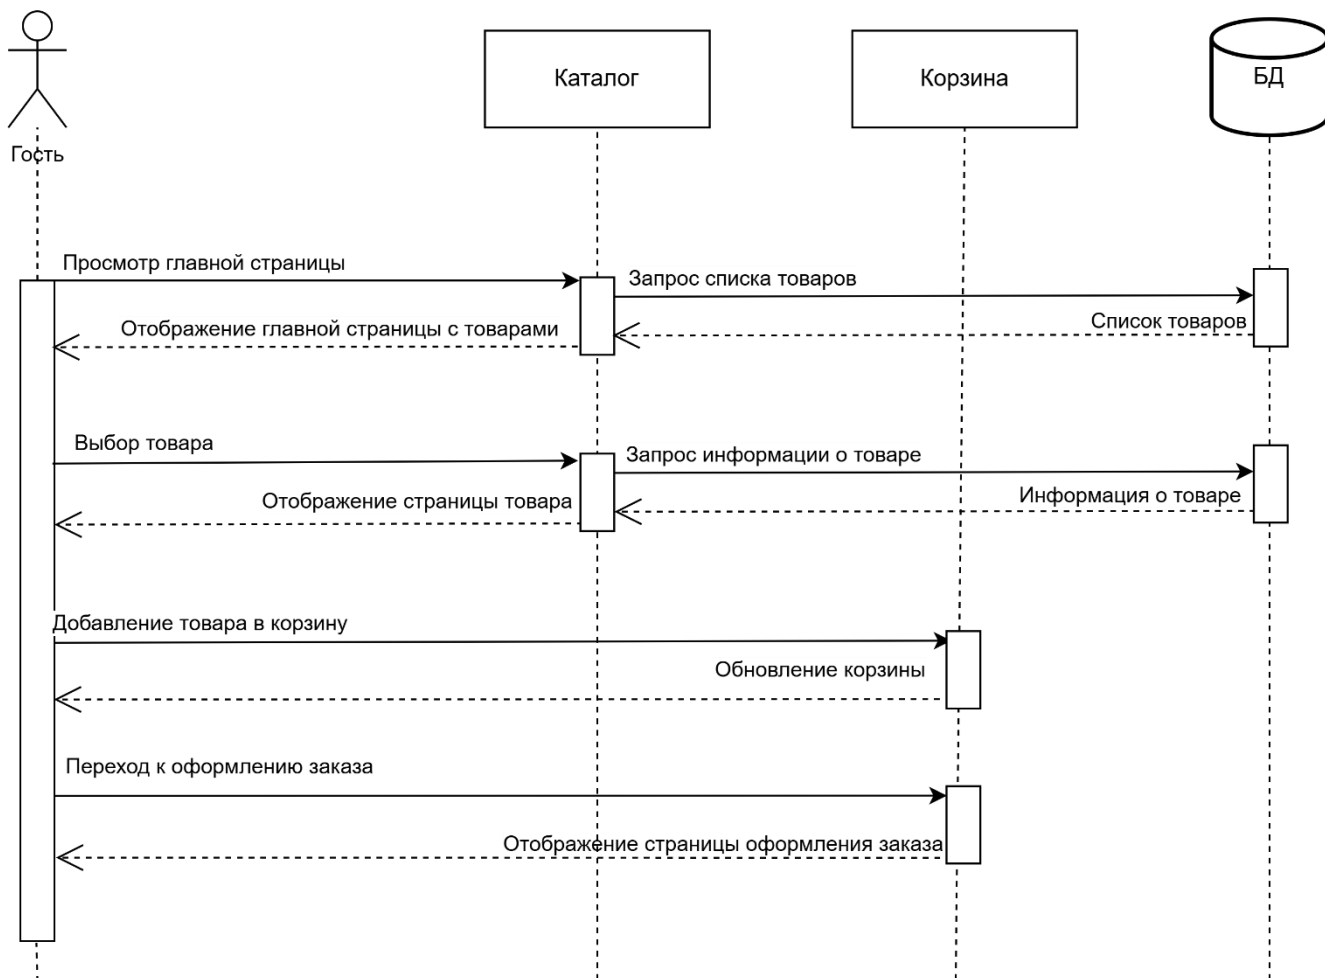 Гость
Каталог
Корзина
БД
Просмотр главной страницы
Запрос списка товаров
Список товаров
Отображение главной страницы с товарами
Выбор товара
Запрос информации о товаре
Информация о товаре
Отображение страницы товара
Добавление товара в корзину
Обновление корзины
Переход к оформлению заказа
Отображение страницы оформления заказа